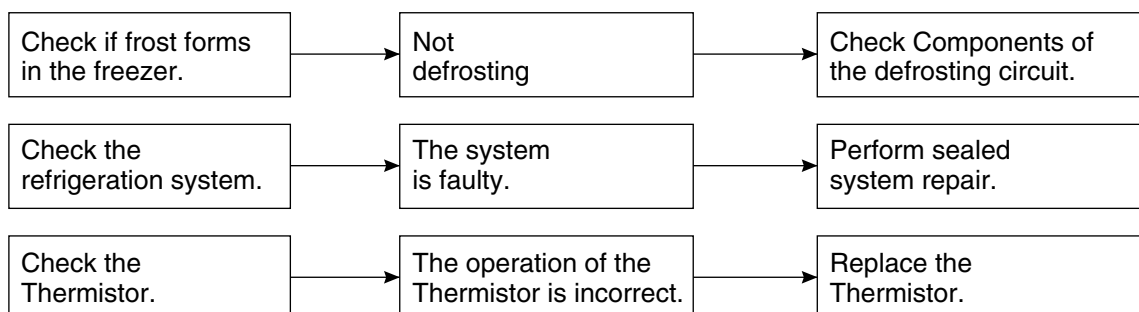 Check if frost forms
in the freezer.
Not
defrosting
Check Components of
the defrosting circuit.
Check the
refrigeration system.
The system
is faulty.
Perform sealed
system repair.
Check the
Thermistor.
The operation of the
Thermistor is incorrect.
Replace the
Thermistor.